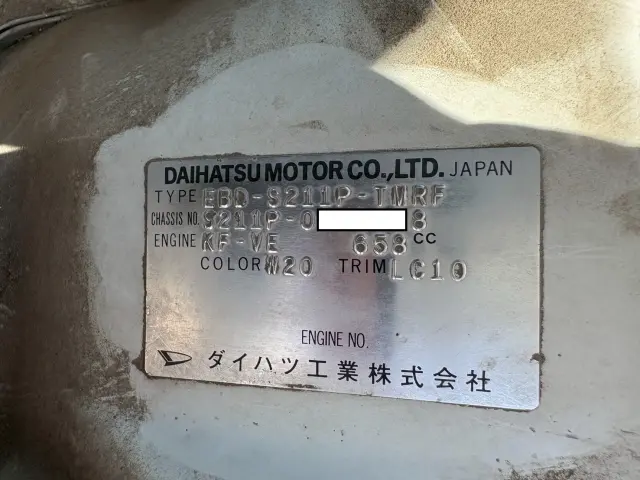 DAIHATSU MOTOR CO.,LTD. JAPAN
TYPE EBD-S211P-TMRF
CHASSIS NO. S211P-0 8
ENGINE KF-VE 658 CC
COLOR W20 TRIM LC10
ENGINE NO.
ダイハツ工業株式会社